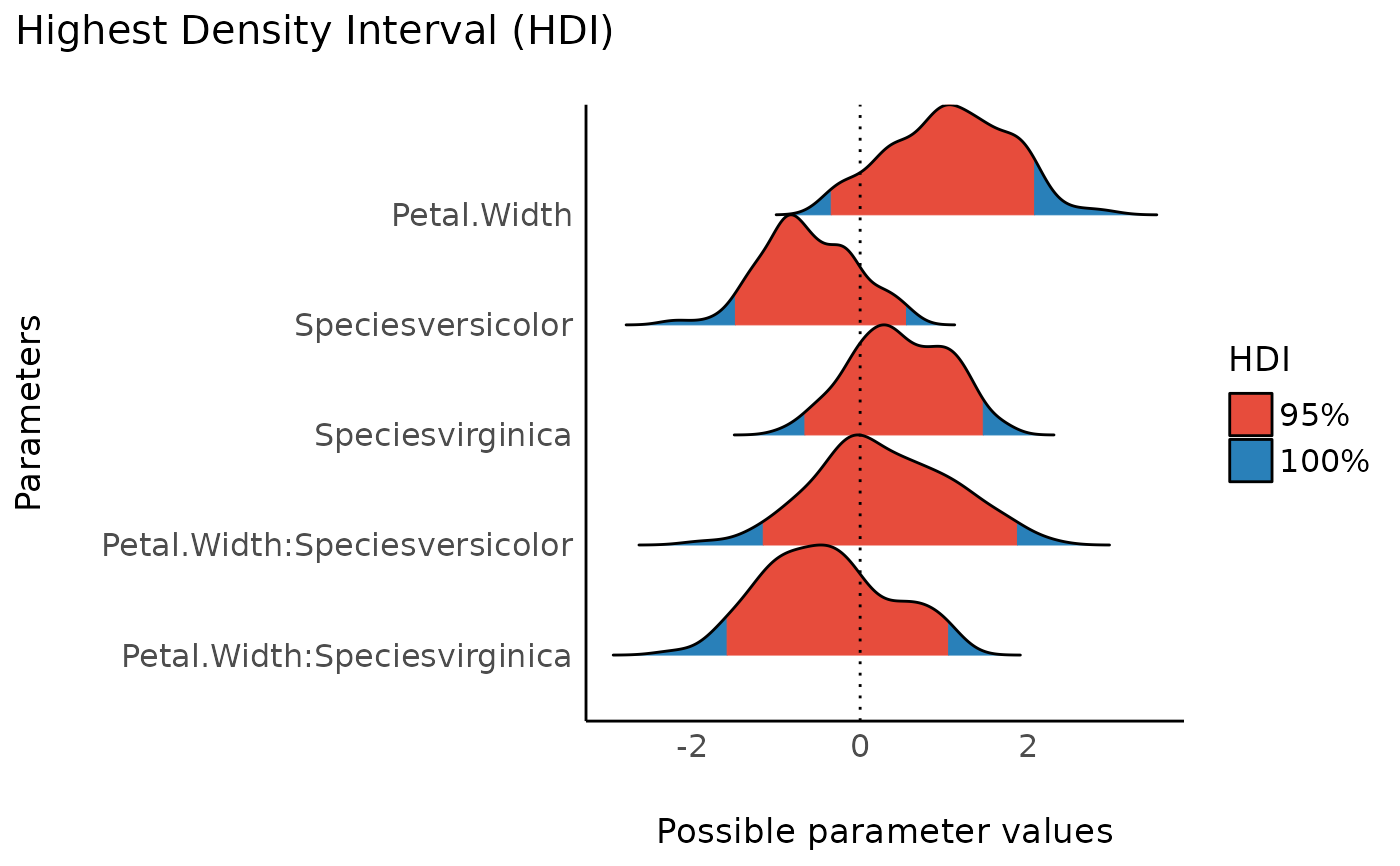 Highest Density Interval (HDI)
Parameters
Petal.Width
Speciesversicolor
Speciesvirginica
Petal.Width:Speciesversicolor
Petal.Width:Speciesvirginica
-2 0 2
Possible parameter values
HDI
95%
100%